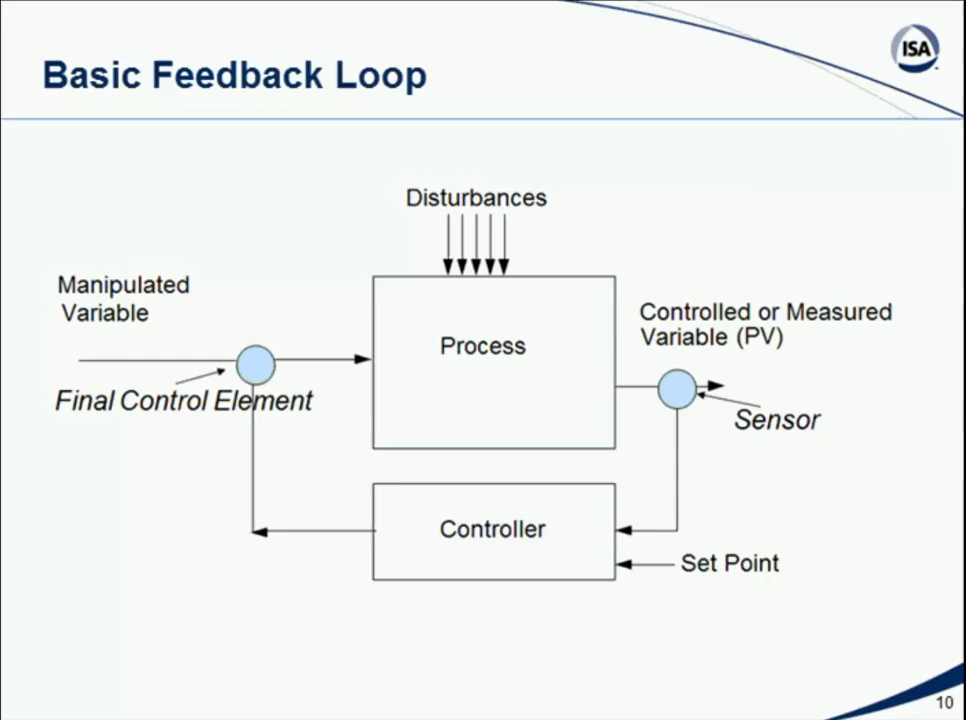 ISA
Basic Feedback Loop
Disturbances
Manipulated
Variable
Process
Controlled or Measured
Variable (PV)
Final Control Element
Sensor
Controller
Set Point
10